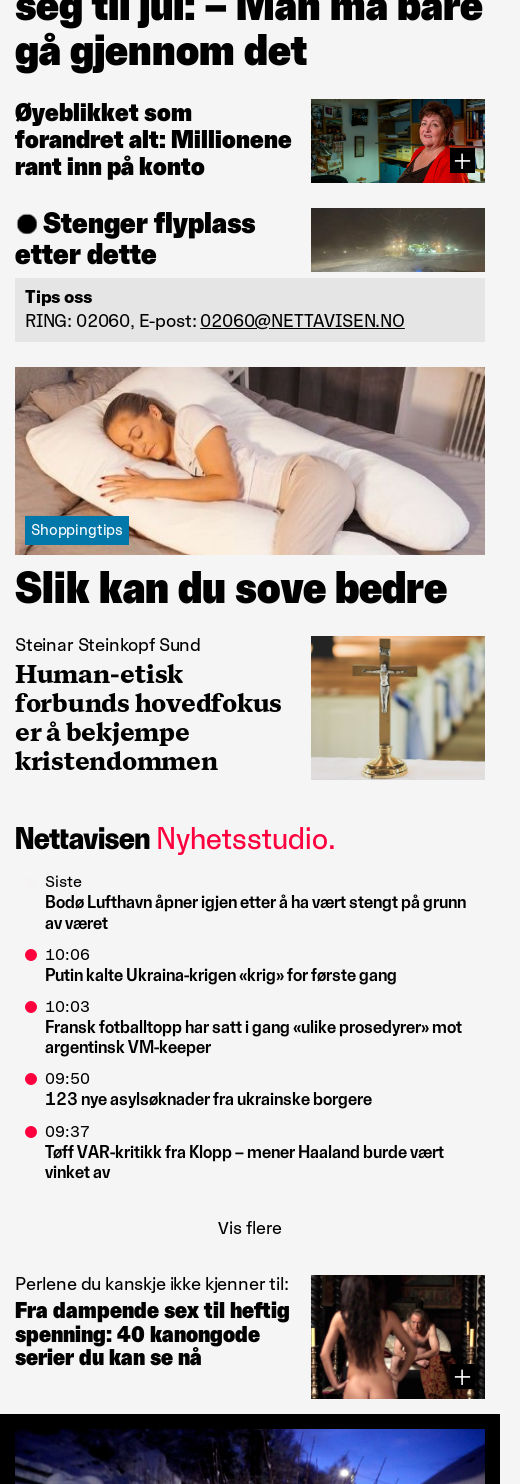 seg til jul: – Man må bare
gå gjennom det
Øyeblikket som
forandret alt: Millionene
rant inn på konto
Stenger flyplass
etter dette
Tips oss
RING: 02060, E-post: 02060@NETTAVISEN.NO
Shoppingtips
Slik kan du sove bedre
Steinar Steinkopf Sund
Human-etisk
forbunds hovedfokus
er å bekjempe
kristendommen
Nettavisen Nyhetsstudio.
Siste
Bodø Lufthavn åpner igjen etter å ha vært stengt på grunn
av været
10:06
Putin kalte Ukraina-krigen «krig» for første gang
10:03
Fransk fotballtopp har satt i gang «ulike prosedyrer» mot
argentinsk VM-keeper
09:50
123 nye asylsøknader fra ukrainske borgere
09:37
Tøff VAR-kritikk fra Klopp – mener Haaland burde vært
vinket av
Vis flere
Perlene du kanskje ikke kjenner til:
Fra dampende sex til heftig
spenning: 40 kanongode
serier du kan se nå